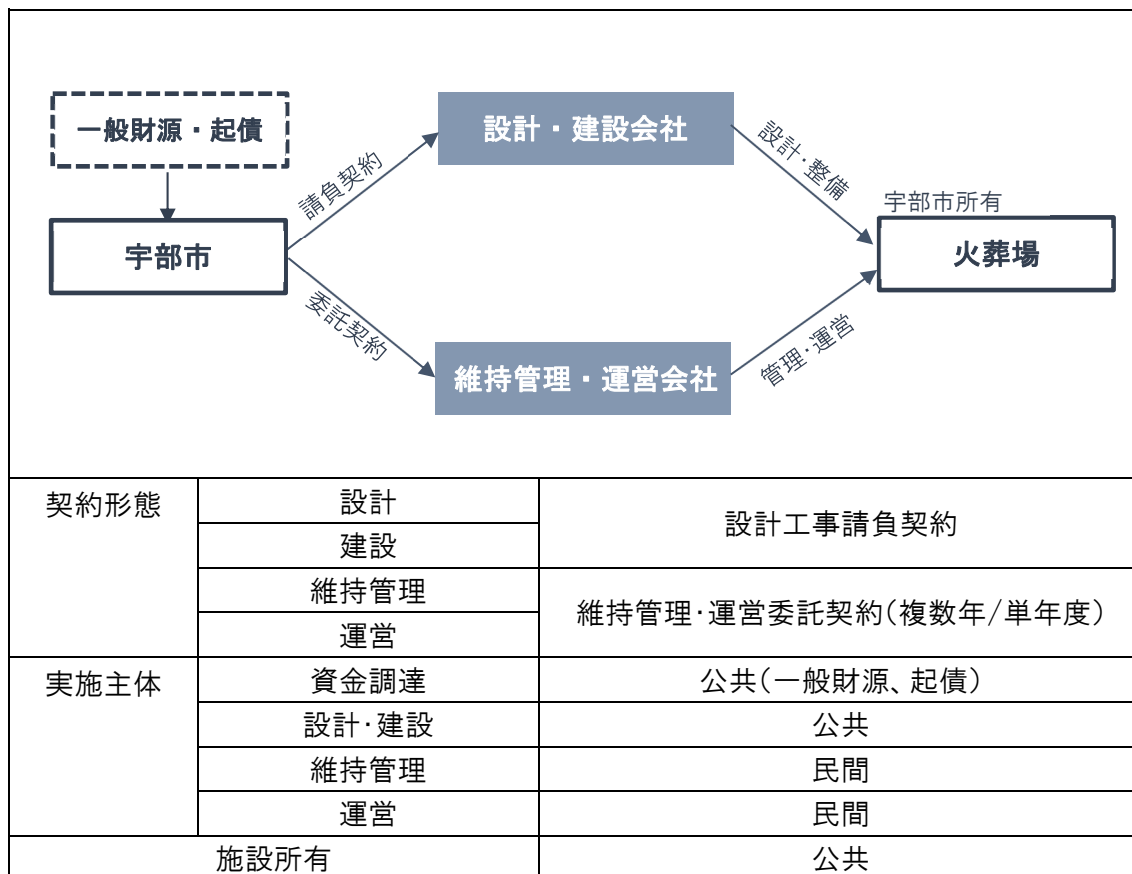 一般財源・起債
設計・建設会社
請負契約
設計・整備
宇部市所有
宇部市
火葬場
委託契約
維持管理・運営会社
管理・運営
契約形態
設計
設計工事請負契約
建設
維持管理
維持管理・運営委託契約(複数年/単年度)
運営
実施主体
資金調達
公共(一般財源、起債)
設計・建設
公共
維持管理
民間
運営
民間
施設所有
公共